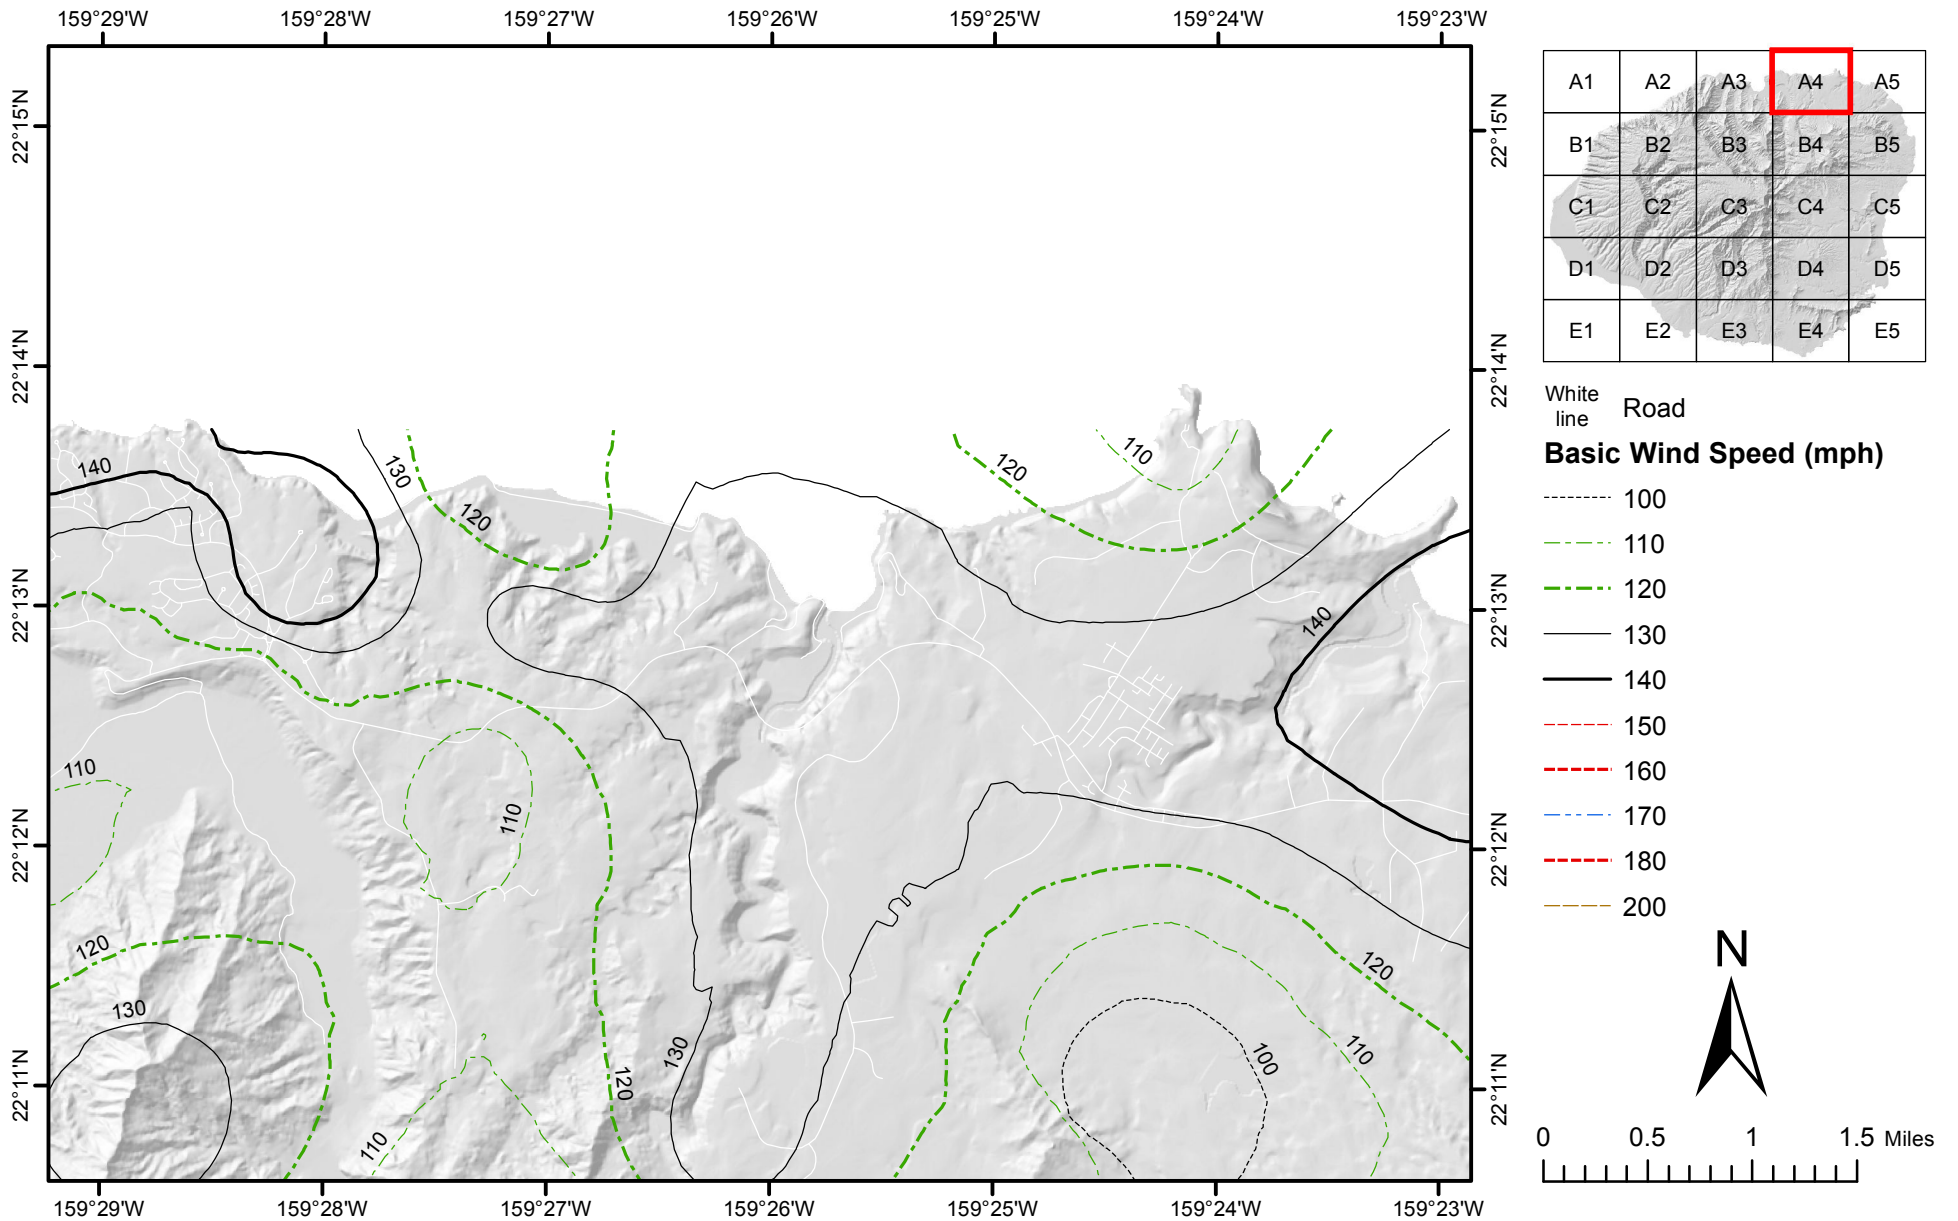 159°29'W 159°28'W 159°27'W 159°26'W 159°25'W 159°24'W 159°23'W
22°15'N 22°15'N
22°14'N 22°14'N
22°13'N 22°13'N
22°12'N 22°12'N
22°11'N 22°11'N
140
130
120
120
110
140
110
110
120
130
110
120
130
120
110
100
110
159°29'W 159°28'W 159°27'W 159°26'W 159°25'W 159°24'W 159°23'W
A1 A2 A3 A4 A5
B1 B2 B3 B4 B5
C1 C2 C3 C4 C5
D1 D2 D3 D4 D5
E1 E2 E3 E4 E5
White
line
Road
Basic Wind Speed (mph)
100
110
120
130
140
150
160
170
180
200
N
0 0.5 1 1.5 Miles